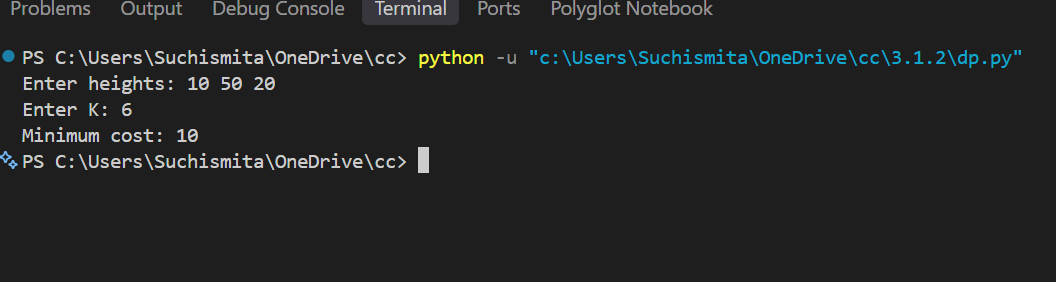 Problems Output Debug Console Terminal Ports Polyglot Notebook
PS C:\Users\Suchismita\OneDrive\cc> python -u "c:\Users\Suchismita\OneDrive\cc\3.1.2\dp.py"
Enter heights: 10 50 20
Enter K: 6
Minimum cost: 10
PS C:\Users\Suchismita\OneDrive\cc>